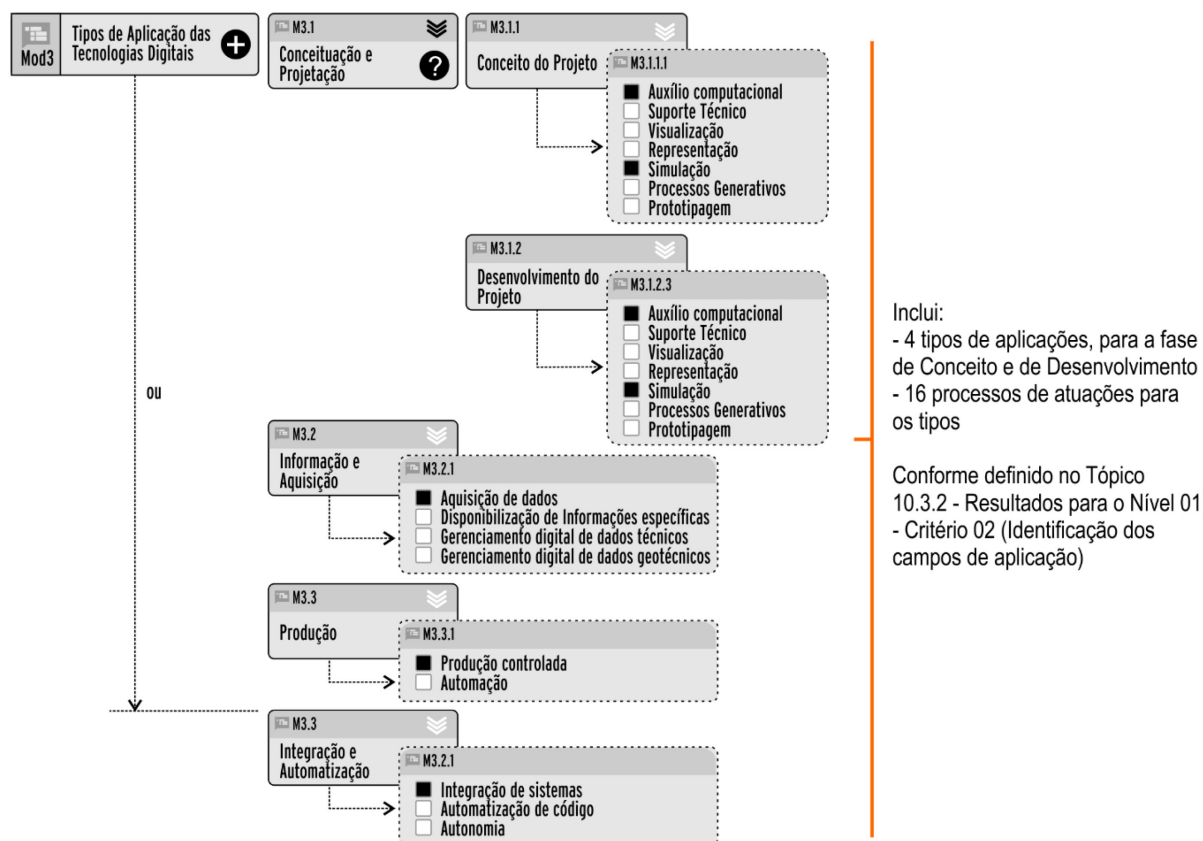 Mod3
Tipos de Aplicação das
Tecnologias Digitais
M3.1
Conceituação e
Projetação
?
M3.1.1
Conceito do Projeto
M3.1.1.1
Auxílio computacional
Suporte Técnico
Visualização
Representação
Simulação
Processos Generativos
Prototipagem
M3.1.2
Desenvolvimento do
Projeto
M3.1.2.3
Auxílio computacional
Suporte Técnico
Visualização
Representação
Simulação
Processos Generativos
Prototipagem
ou
M3.2
Informação e
Aquisição
M3.2.1
Aquisição de dados
Disponibilização de Informações específicas
Gerenciamento digital de dados técnicos
Gerenciamento digital de dados geotécnicos
M3.3
Produção
M3.3.1
Produção controlada
Automação
M3.3
Integração e
Automatização
M3.2.1
Integração de sistemas
Automatização de código
Autonomia
Inclui:
- 4 tipos de aplicações, para a fase
de Conceito e de Desenvolvimento
- 16 processos de atuações para
os tipos
Conforme definido no Tópico
10.3.2 - Resultados para o Nível 01
- Critério 02 (Identificação dos
campos de aplicação)